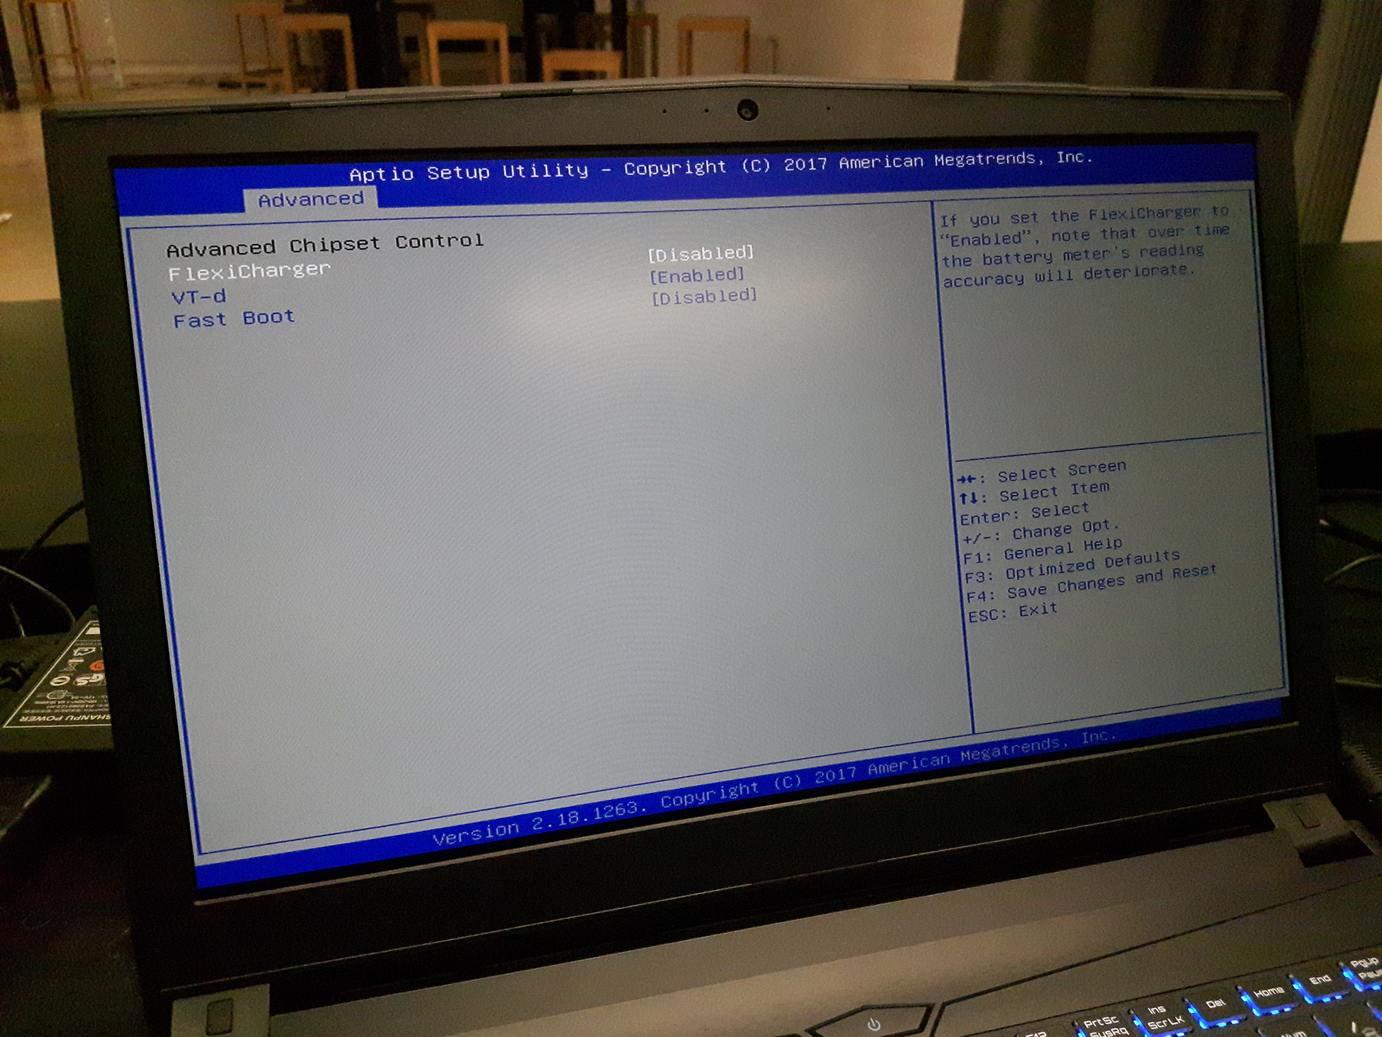 Aptio Setup Utility – Copyright (C) 2017 American Megatrends, Inc.
Advanced
Advanced Chipset Control
FlexiCharger [Disabled]
VT-d [Enabled]
Fast Boot [Disabled]
If you set the FlexiCharger to
“Enabled”, note that over time
the battery meter's reading
accuracy will deteriorate.
→←: Select Screen
↑↓: Select Item
Enter: Select
+/-: Change Opt.
F1: General Help
F3: Optimized Defaults
F4: Save Changes and Reset
ESC: Exit
Version 2.18.1263. Copyright (C) 2017 American Megatrends, Inc.
PrtSc
SysRq
Ins
ScrLK
Del
Home
End
PgUp
F12
Num